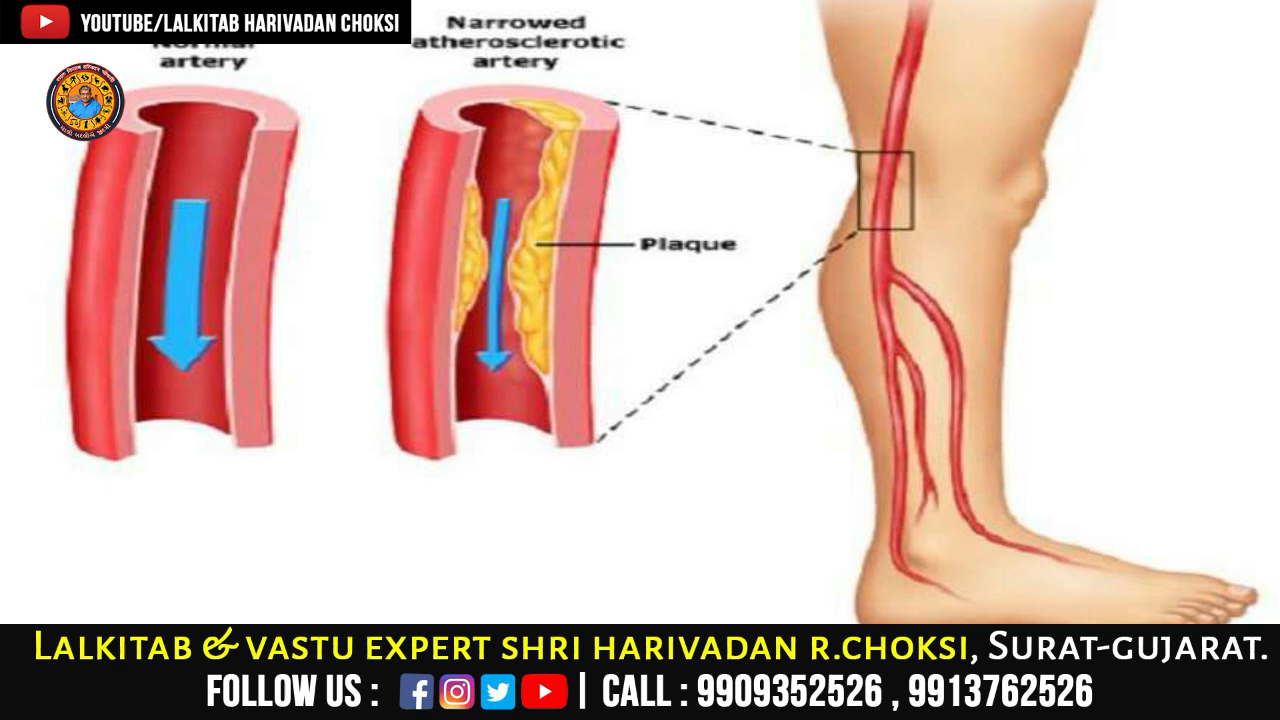 YOUTUBE/LALKITAB HARIVADAN CHOKSI
Normal
artery
Narrowed
atherosclerotic
artery
Plaque
LALKITAB & VASTU EXPERT SHRI HARIVADAN R.CHOKSI, SURAT-GUJARAT.
FOLLOW US : | CALL : 9909352526 , 9913762526